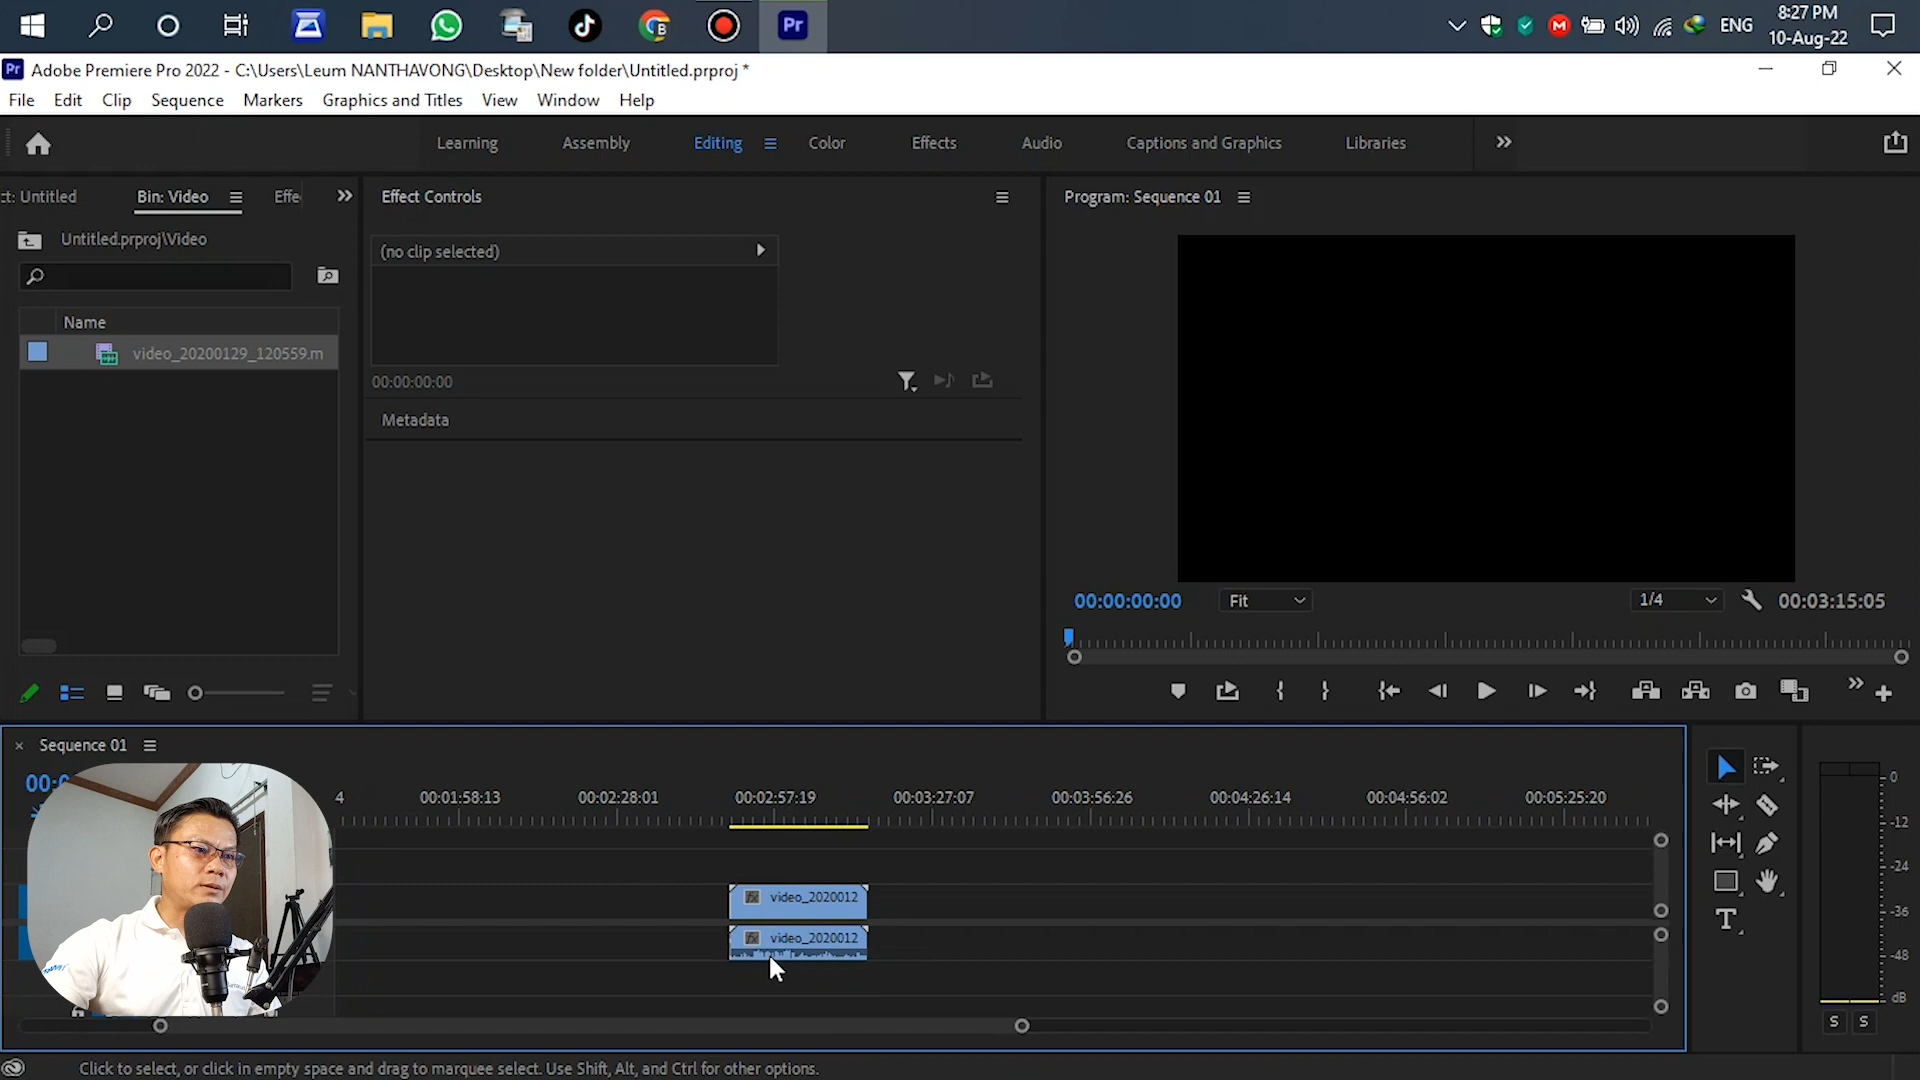 Pr
ENG
8:27 PM
10-Aug-22
Pr Adobe Premiere Pro 2022 - C:\Users\Leum NANTHAVONG\Desktop\New folder\Untitled.prproj *
File Edit Clip Sequence Markers Graphics and Titles View Window Help
Learning Assembly Editing Color Effects Audio Captions and Graphics Libraries
ct: Untitled Bin: Video Effe
Effect Controls
Program: Sequence 01
Untitled.prproj\Video
(no clip selected)
Name
video_20200129_120559.m
00:00:00:00
Metadata
00:00:00:00 Fit 1/4 00:03:15:05
Sequence 01
00:0
4 00:01:58:13 00:02:28:01 00:02:57:19 00:03:27:07 00:03:56:26 00:04:26:14 00:04:56:02 00:05:25:20
fx video_2020012
fx video_2020012
0
-12
-24
-36
-48
dB
S S
Click to select, or click in empty space and drag to marquee select. Use Shift, Alt, and Ctrl for other options.